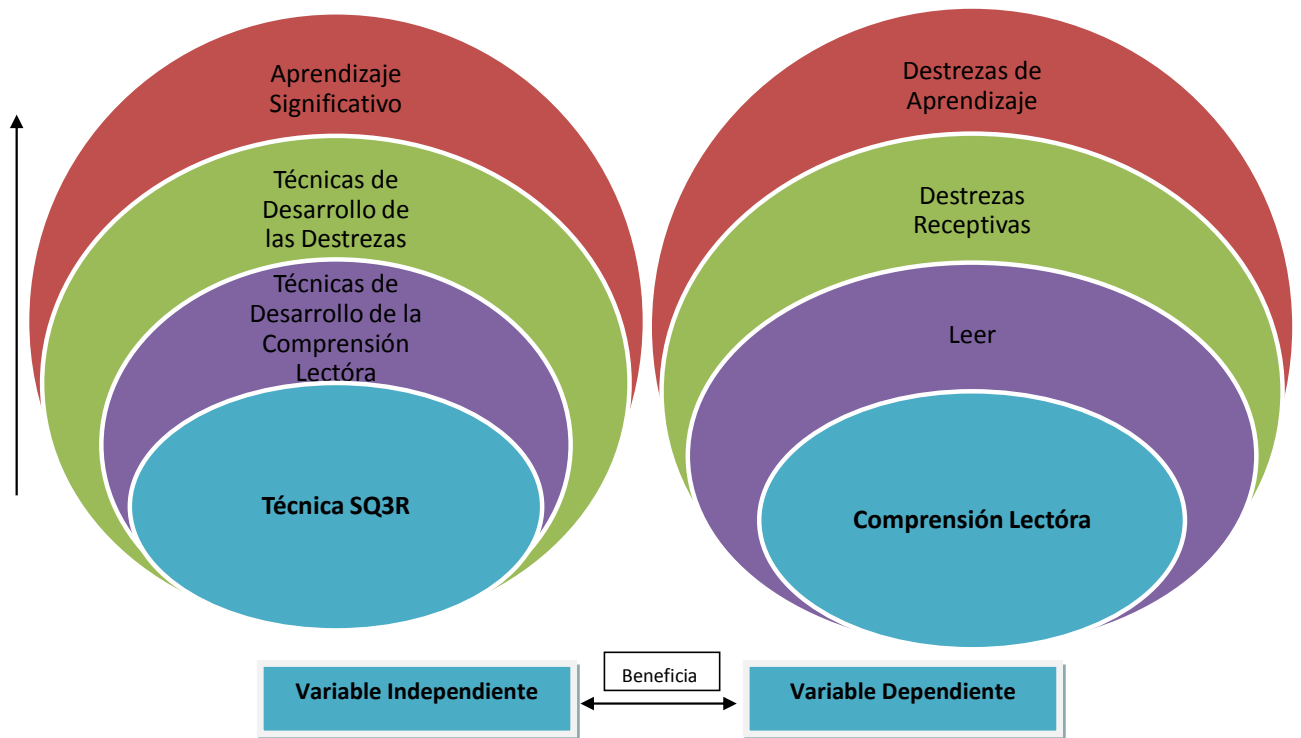 Aprendizaje
Significativo
Técnicas de
Desarrollo de
las Destrezas
Técnicas de
Desarrollo de la
Comprensión
Lectóra
Técnica SQ3R
Destrezas de
Aprendizaje
Destrezas
Receptivas
Leer
Comprensión Lectóra
Variable Independiente
Beneficia
Variable Dependiente